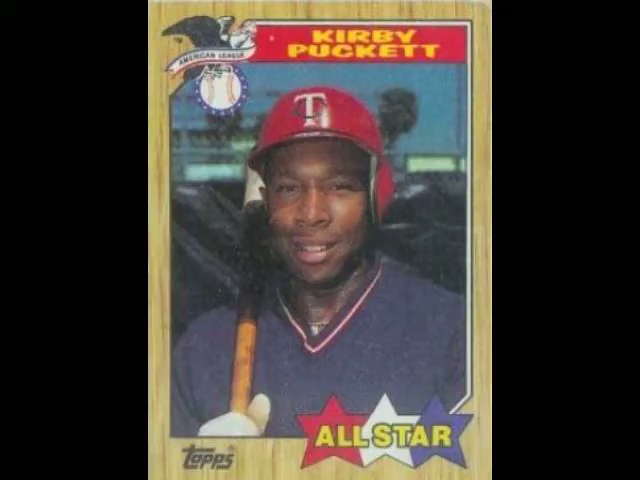 KIRBY
PUCKETT
AMERICAN LEAGUE
T
ALL STAR
Topps